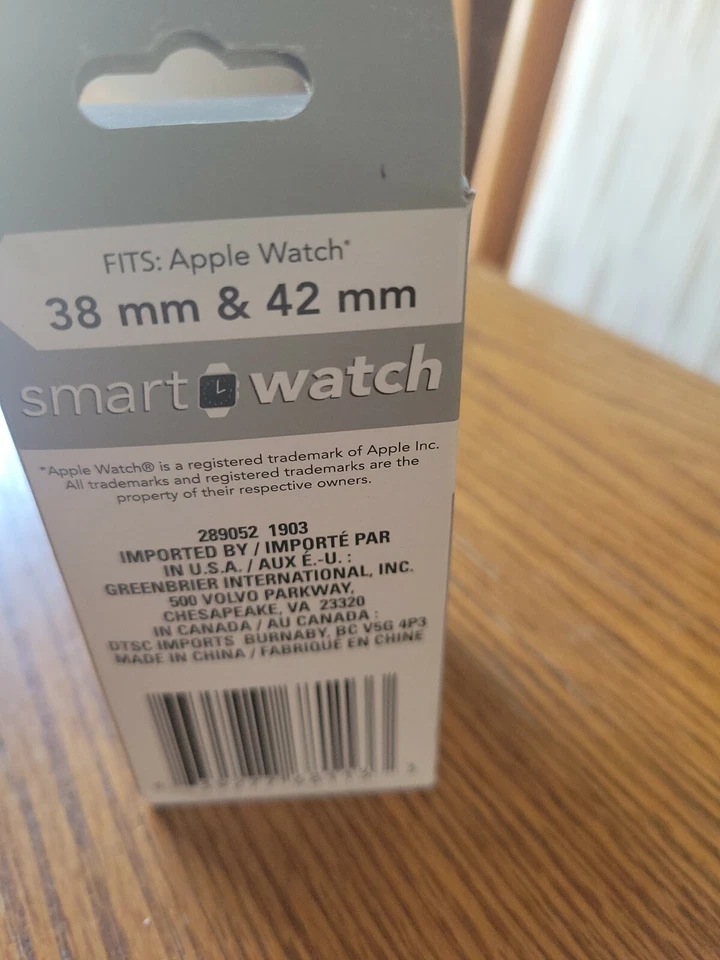 FITS: Apple Watch*
38 mm & 42 mm
smart watch
*Apple Watch® is a registered trademark of Apple Inc.
All trademarks and registered trademarks are the
property of their respective owners.
289052 1903
IMPORTED BY / IMPORTÉ PAR
IN U.S.A. / AUX É.-U. :
GREENBRIER INTERNATIONAL, INC.
500 VOLVO PARKWAY,
CHESAPEAKE, VA 23320
IN CANADA / AU CANADA :
DTSC IMPORTS BURNABY, BC V5G 4P3
MADE IN CHINA / FABRIQUÉ EN CHINE